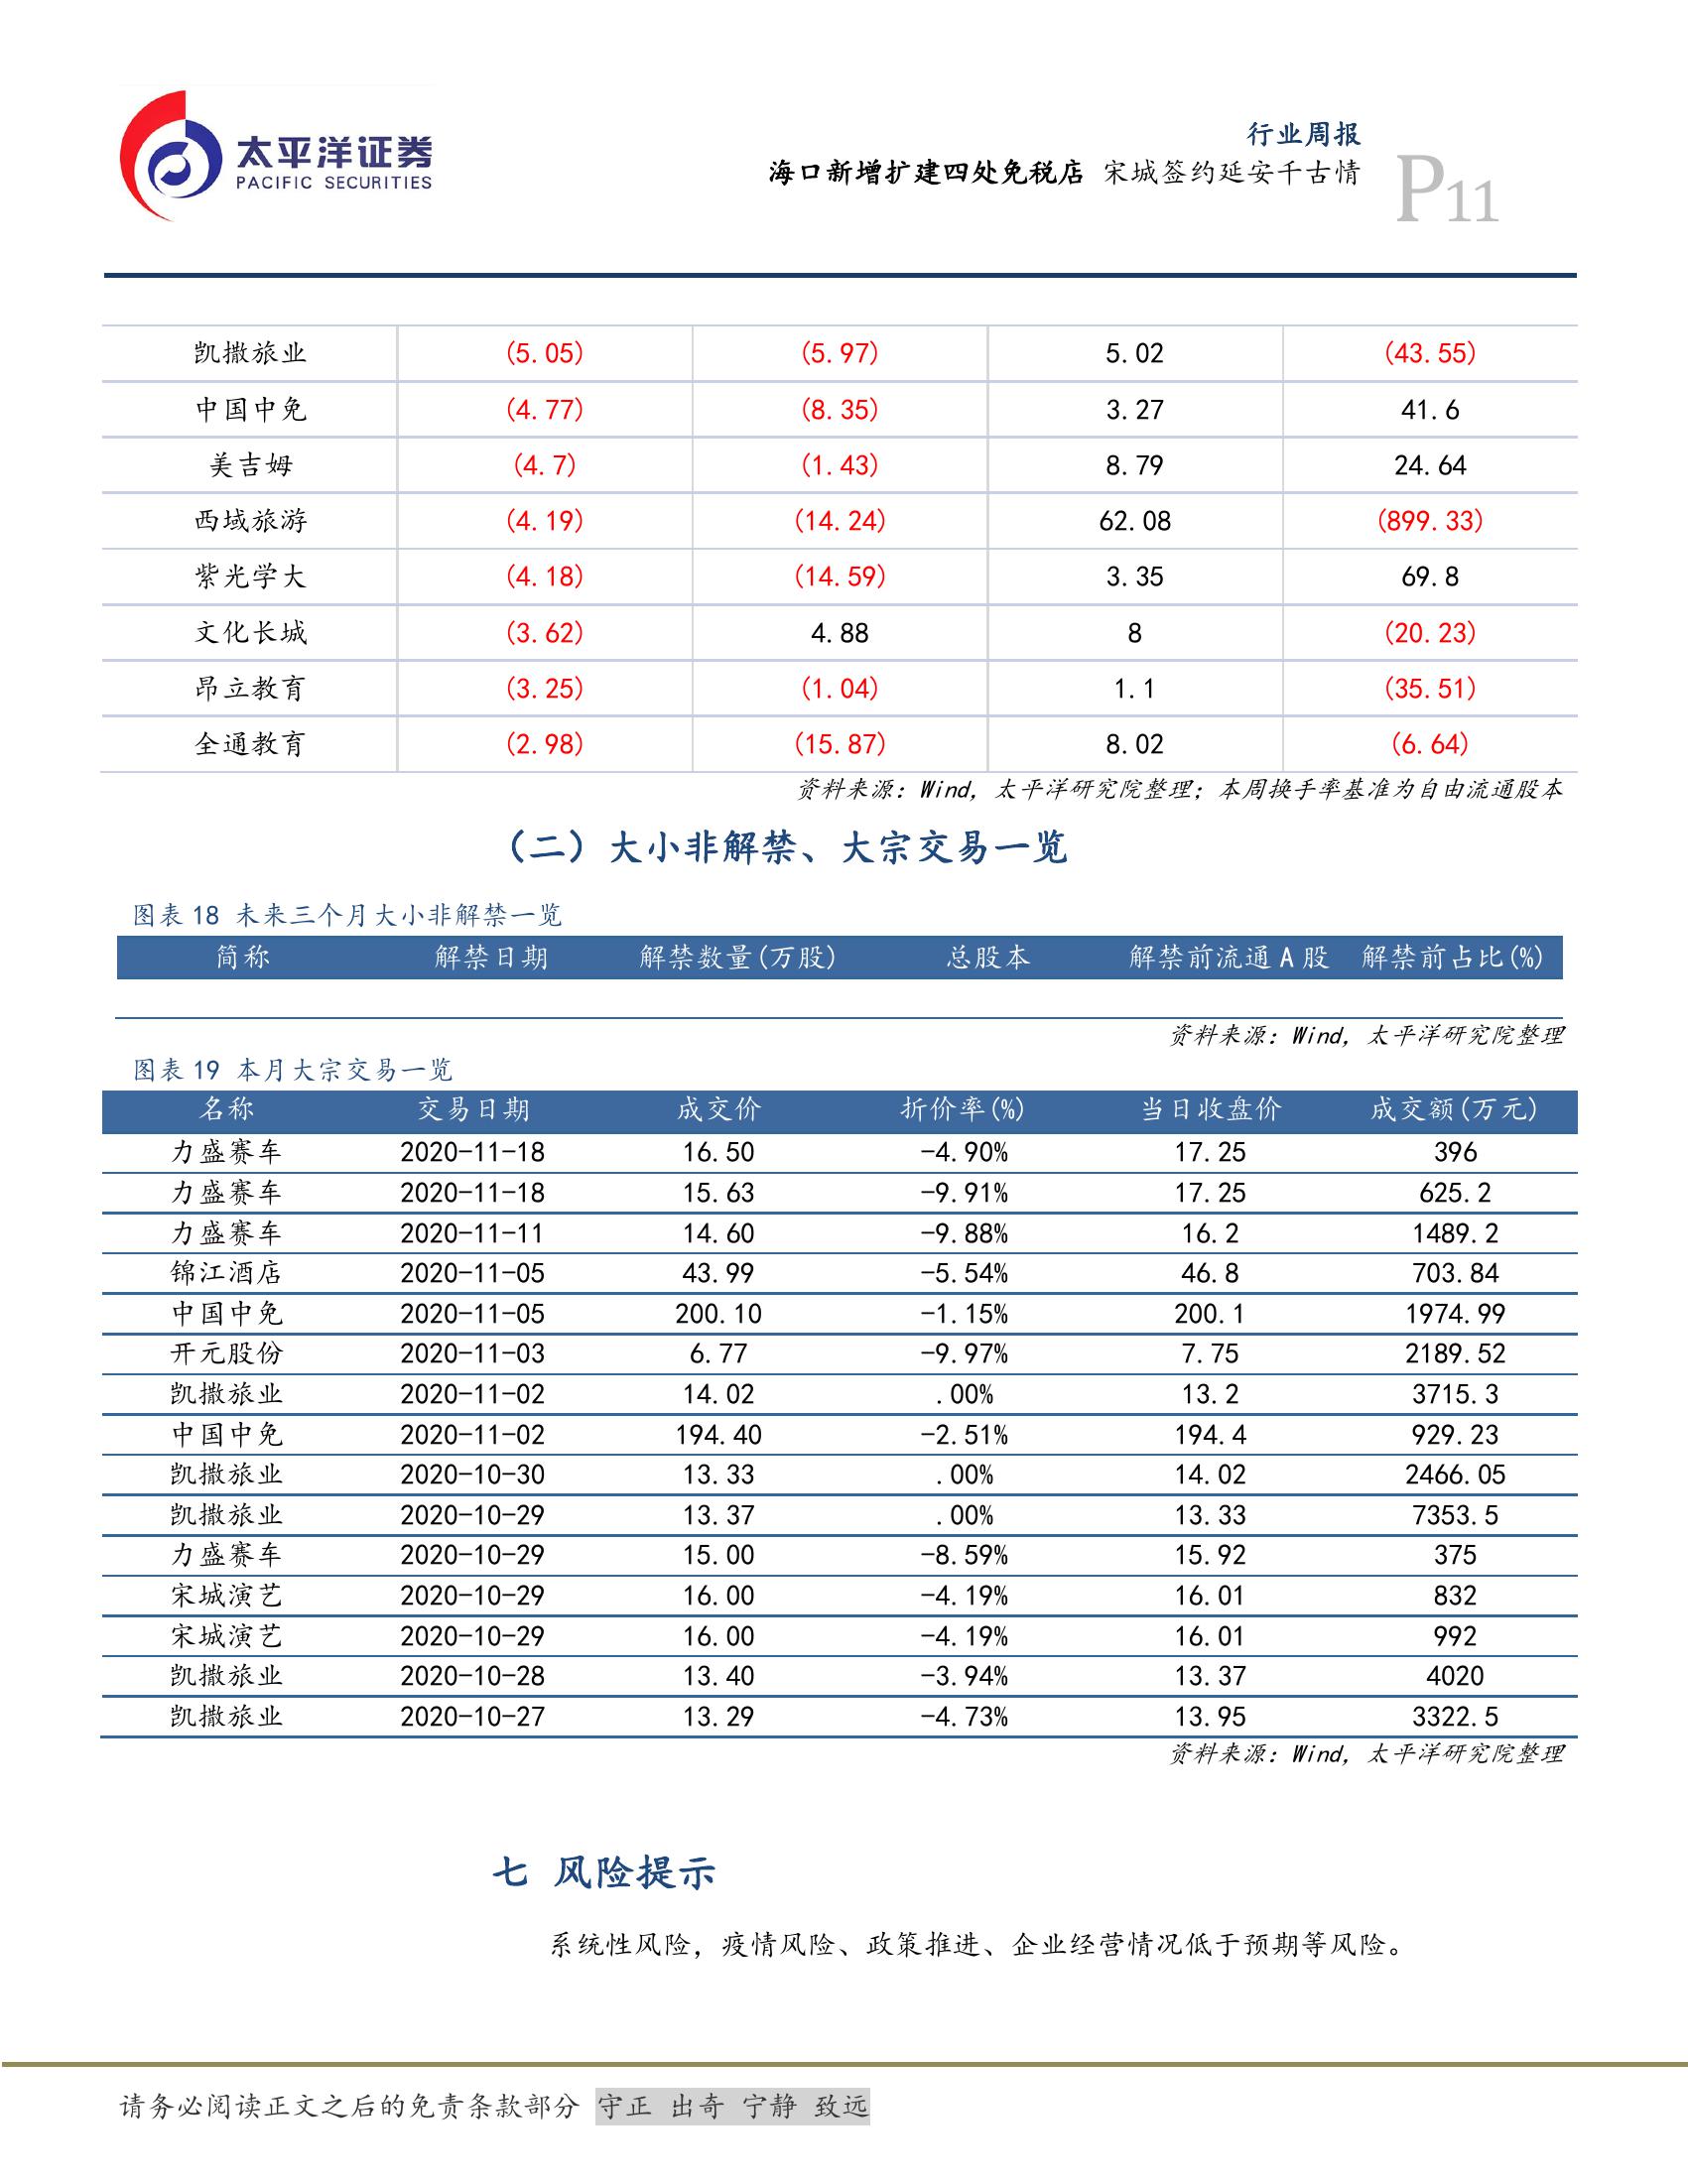 太平洋证券
PACIFIC SECURITIES
行业周报
海口新增扩建四处免税店 宋城签约延安千古情
P11
凯撒旅业 (5.05) (5.97) 5.02 (43.55)
中国中免 (4.77) (8.35) 3.27 41.6
美吉姆 (4.7) (1.43) 8.79 24.64
西域旅游 (4.19) (14.24) 62.08 (899.33)
紫光学大 (4.18) (14.59) 3.35 69.8
文化长城 (3.62) 4.88 8 (20.23)
昂立教育 (3.25) (1.04) 1.1 (35.51)
全通教育 (2.98) (15.87) 8.02 (6.64)
资料来源：Wind，太平洋研究院整理；本周换手率基准为自由流通股本
（二）大小非解禁、大宗交易一览
图表 18 未来三个月大小非解禁一览
简称 解禁日期 解禁数量(万股) 总股本 解禁前流通 A 股 解禁前占比(%)
资料来源：Wind，太平洋研究院整理
图表 19 本月大宗交易一览
名称 交易日期 成交价 折价率(%) 当日收盘价 成交额(万元)
力盛赛车 2020-11-18 16.50 -4.90% 17.25 396
力盛赛车 2020-11-18 15.63 -9.91% 17.25 625.2
力盛赛车 2020-11-11 14.60 -9.88% 16.2 1489.2
锦江酒店 2020-11-05 43.99 -5.54% 46.8 703.84
中国中免 2020-11-05 200.10 -1.15% 200.1 1974.99
开元股份 2020-11-03 6.77 -9.97% 7.75 2189.52
凯撒旅业 2020-11-02 14.02 .00% 13.2 3715.3
中国中免 2020-11-02 194.40 -2.51% 194.4 929.23
凯撒旅业 2020-10-30 13.33 .00% 14.02 2466.05
凯撒旅业 2020-10-29 13.37 .00% 13.33 7353.5
力盛赛车 2020-10-29 15.00 -8.59% 15.92 375
宋城演艺 2020-10-29 16.00 -4.19% 16.01 832
宋城演艺 2020-10-29 16.00 -4.19% 16.01 992
凯撒旅业 2020-10-28 13.40 -3.94% 13.37 4020
凯撒旅业 2020-10-27 13.29 -4.73% 13.95 3322.5
资料来源：Wind，太平洋研究院整理
七 风险提示
系统性风险，疫情风险、政策推进、企业经营情况低于预期等风险。
请务必阅读正文之后的免责条款部分 守正 出奇 宁静 致远